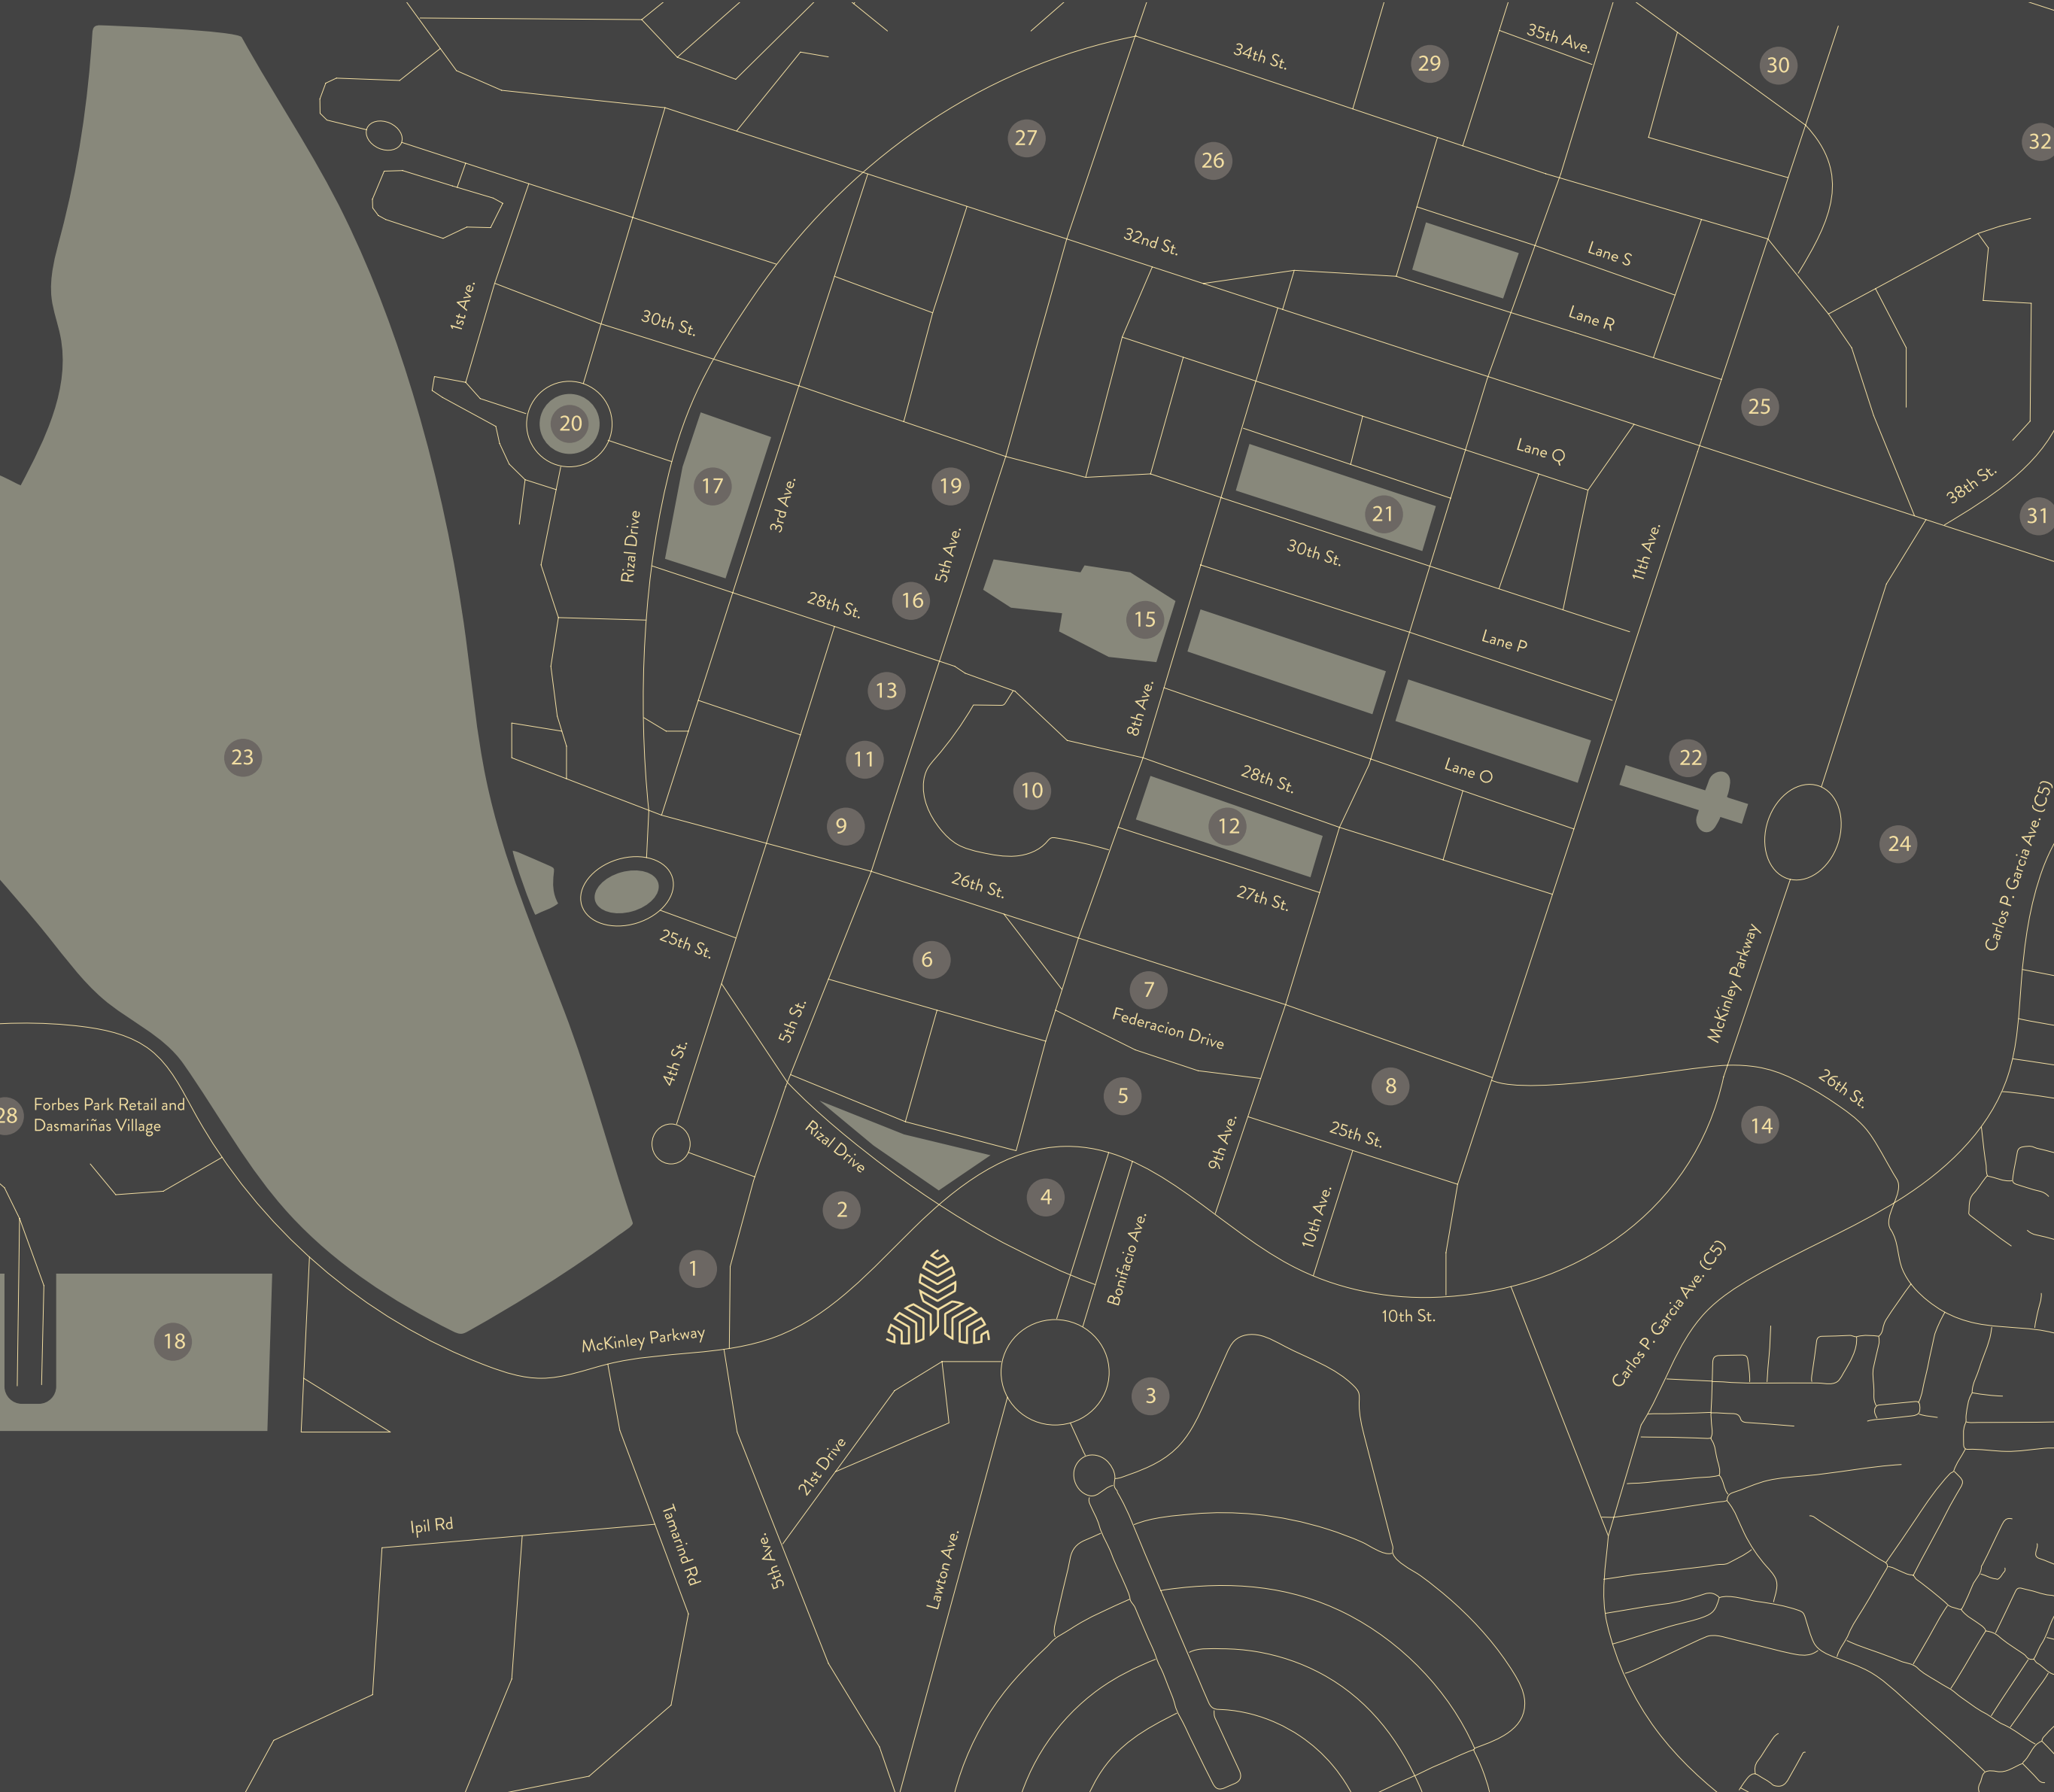 34th St.
29
35th Ave.
30
27
26
32
32nd St.
Lane S
1st Ave.
30th St.
Lane R
20
25
17
19
Lane Q
3rd Ave.
21
38th St.
31
Rizal Drive
5th Ave.
30th St.
11th Ave.
28th St.
16
15
Lane P
13
8th Ave.
23
11
10
28th St.
Lane O
22
9
12
24
Carlos P. Garcia Ave. (C5)
26th St.
27th St.
25th St.
6
7
McKinley Parkway
5th St.
Federacion Drive
4th St.
5
8
26th St.
28
Forbes Park Retail and
Dasmariñas Village
Rizal Drive
9th Ave.
25th St.
14
2
4
10th Ave.
1
Bonifacio Ave.
18
McKinley Parkway
10th St.
Carlos P. Garcia Ave. (C5)
3
21st Drive
Ipil Rd
Tamarind Rd
5th Ave.
Lawton Ave.